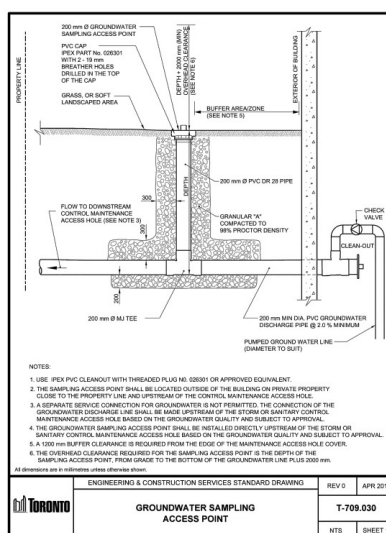 200 mm Ø GROUNDWATER
SAMPLING ACCESS POINT
PVC CAP
IPEX PART No. 026301
WITH 2 - 19 mm
BREATHER HOLES
DRILLED IN THE TOP
OF THE CAP
GRASS, OR SOFT
LANDSCAPED AREA
PROPERTY LINE
DEPTH + 2000 mm (MIN)
OVERHEAD CLEARANCE
(SEE NOTE 6)
BUFFER AREA/ZONE
(SEE NOTE 5)
EXTERIOR OF BUILDING
300
DEPTH
200 mm Ø PVC DR 28 PIPE
FLOW TO DOWNSTREAM
CONTROL MAINTENANCE
ACCESS HOLE (SEE NOTE 3)
GRANULAR "A"
COMPACTED TO
98% PROCTOR DENSITY
CHECK
VALVE
CLEAN-OUT
300
200
200 mm Ø MJ TEE
200 mm MIN DIA. PVC GROUNDWATER
DISCHARGE PIPE @ 2.0 % MINIMUM
PUMPED GROUND WATER LINE
(DIAMETER TO SUIT)
NOTES:
1. USE IPEX PVC CLEANOUT WITH THREADED PLUG N0. 026301 OR APPROVED EQUIVALENT.
2. THE SAMPLING ACCESS POINT SHALL BE LOCATED OUTSIDE OF THE BUILDING ON PRIVATE PROPERTY
CLOSE TO THE PROPERTY LINE AND UPSTREAM OF THE CONTROL MAINTENANCE ACCESS HOLE.
3. A SEPARATE SERVICE CONNECTION FOR GROUNDWATER IS NOT PERMITTED. THE CONNECTION OF THE
GROUNDWATER DISCHARGE LINE SHALL BE MADE UPSTREAM OF THE STORM OR SANITARY CONTROL
MAINTENANCE ACCESS HOLE BASED ON THE GROUNDWATER QUALITY AND SUBJECT TO APPROVAL.
4. THE GROUNDWATER SAMPLING ACCESS POINT SHALL BE INSTALLED DIRECTLY UPSTREAM OF THE STORM OR
SANITARY CONTROL MAINTENANCE ACCESS HOLE BASED ON THE GROUNDWATER QUALITY AND SUBJECT TO APPROVAL.
5. A 1200 mm BUFFER CLEARANCE IS REQUIRED FROM THE EDGE OF THE MAINTENANCE ACCESS HOLE COVER.
6. THE OVERHEAD CLEARANCE REQUIRED FOR THE SAMPLING ACCESS POINT IS THE DEPTH OF THE
SAMPLING ACCESS POINT, FROM GRADE TO THE BOTTOM OF THE GROUNDWATER LINE PLUS 2000 mm.
All dimensions are in millimetres unless otherwise shown.
TORONTO
ENGINEERING & CONSTRUCTION SERVICES STANDARD DRAWING
REV 0
APR 201
GROUNDWATER SAMPLING
ACCESS POINT
T-709.030
NTS
SHEET